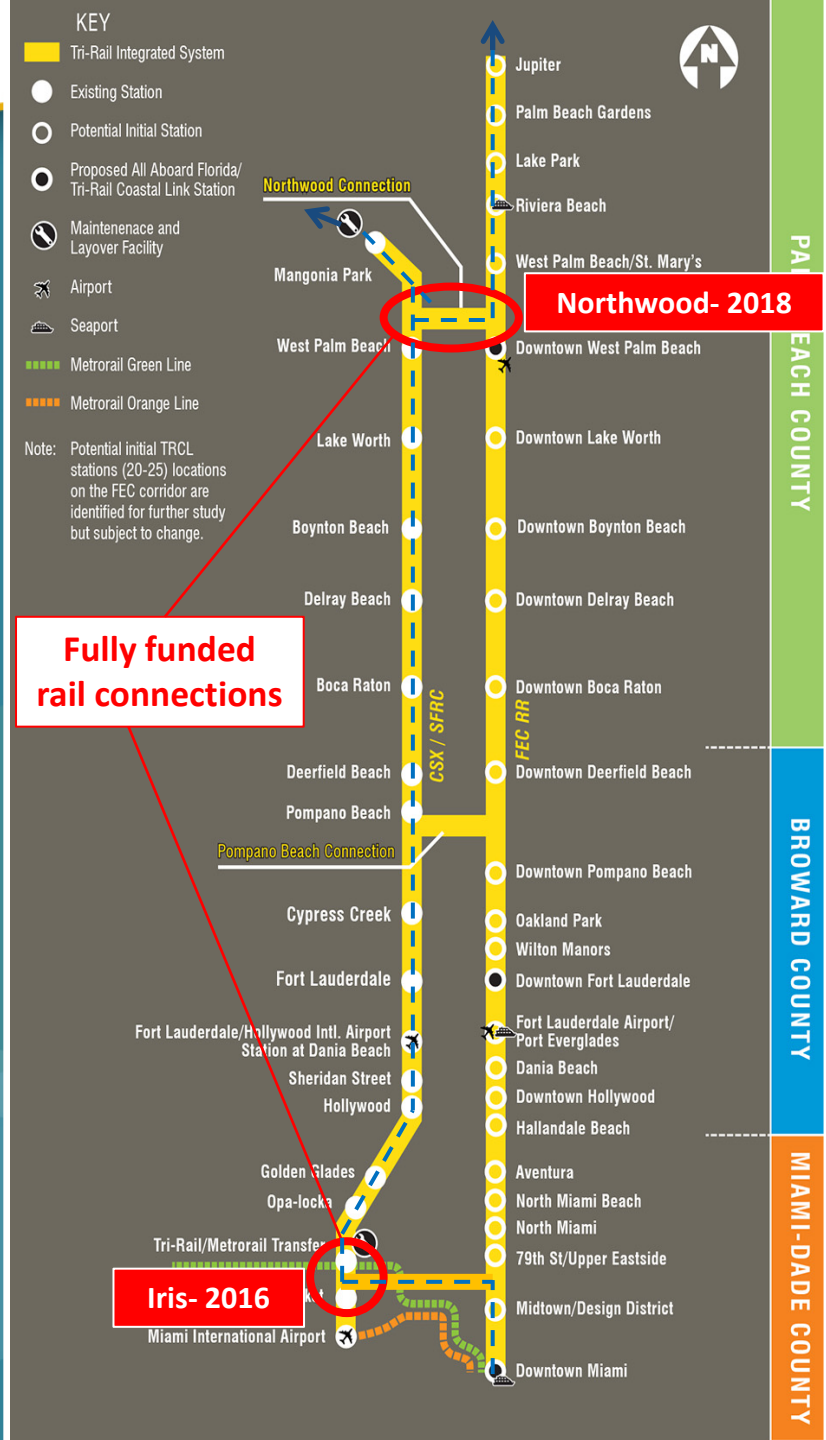 KEY
Tri-Rail Integrated System
Existing Station
Potential Initial Station
Proposed All Aboard Florida/
Tri-Rail Coastal Link Station
Maintenenace and
Layover Facility
Airport
Seaport
Metrorail Green Line
Metrorail Orange Line
Note: Potential initial TRCL
stations (20-25) locations
on the FEC corridor are
identified for further study
but subject to change.
N
Northwood Connection
Mangonia Park
West Palm Beach
Lake Worth
Boynton Beach
Delray Beach
Boca Raton
Deerfield Beach
Pompano Beach
Pompano Beach Connection
Cypress Creek
Fort Lauderdale
Fort Lauderdale/Hollywood Intl. Airport
Station at Dania Beach
Sheridan Street
Hollywood
Golden Glades
Opa-locka
Tri-Rail/Metrorail Transfer
Miami International Airport
CSX / SFRC
FEC RR
Jupiter
Palm Beach Gardens
Lake Park
Riviera Beach
West Palm Beach/St. Mary's
Downtown West Palm Beach
Downtown Lake Worth
Downtown Boynton Beach
Downtown Delray Beach
Downtown Boca Raton
Downtown Deerfield Beach
Downtown Pompano Beach
Oakland Park
Wilton Manors
Downtown Fort Lauderdale
Fort Lauderdale Airport/
Port Everglades
Dania Beach
Downtown Hollywood
Hallandale Beach
Aventura
North Miami Beach
North Miami
79th St/Upper Eastside
Midtown/Design District
Downtown Miami
Northwood- 2018
Fully funded
rail connections
Iris- 2016
COUNTY
BROWARD COUNTY
MIAMI-DADE COUNTY